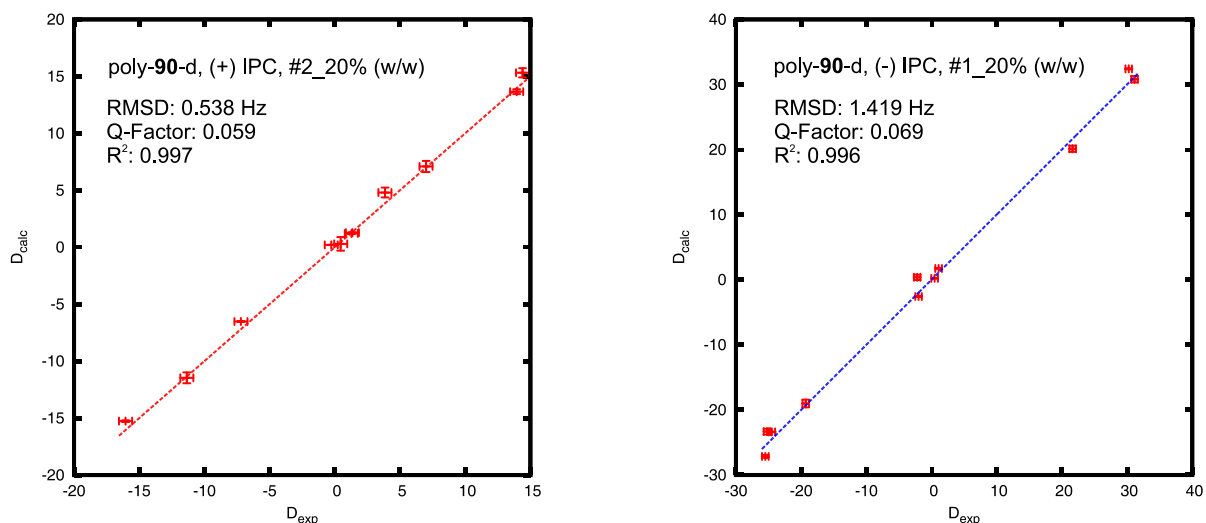 20
15
10
5
0
-5
-10
-15
-20
D_calc
poly-90-d, (+) IPC, #2_20% (w/w)
RMSD: 0.538 Hz
Q-Factor: 0.059
R²: 0.997
-20 -15 -10 -5 0 5 10 15
D_exp
40
30
20
10
0
-10
-20
-30
D_calc
poly-90-d, (-) IPC, #1_20% (w/w)
RMSD: 1.419 Hz
Q-Factor: 0.069
R²: 0.996
-30 -20 -10 0 10 20 30 40
D_exp